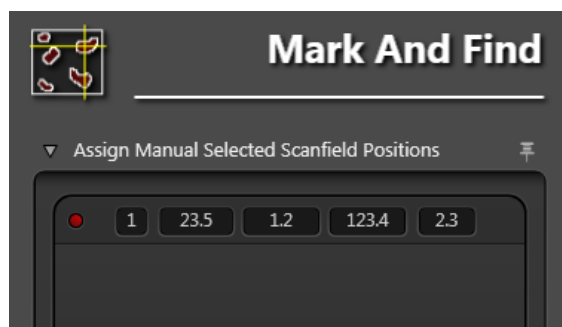 Mark And Find
Assign Manual Selected Scanfield Positions
1 23.5 1.2 123.4 2.3